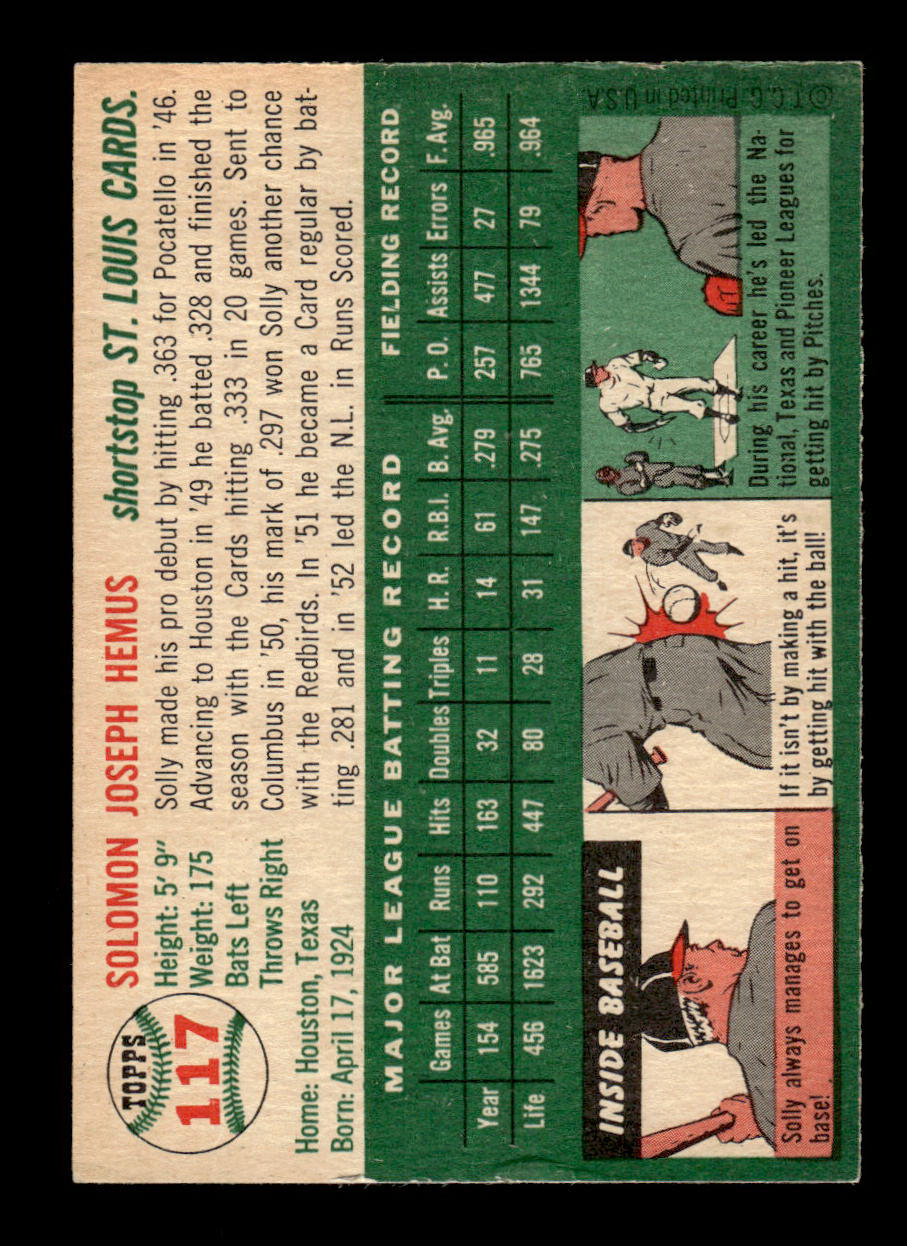 TOPPS
117
SOLOMON JOSEPH HEMUS shortstop ST. LOUIS CARDS.
Height: 5' 9"
Weight: 175
Bats Left
Throws Right
Home: Houston, Texas
Born: April 17, 1924
Solly made his pro debut by hitting .363 for Pocatello in '46.
Advancing to Houston in '49 he batted .328 and finished the
season with the Cards hitting .333 in 20 games. Sent to
Columbus in '50, his mark of .297 won Solly another chance
with the Redbirds. In '51 he became a Card regular by bat-
ting .281 and in '52 led the N.L. in Runs Scored.
MAJOR LEAGUE BATTING RECORD FIELDING RECORD
Games At Bat Runs Hits Doubles Triples H. R. R.B.I. B. Avg. P. O. Assists Errors F. Avg.
Year 154 585 110 163 32 11 14 61 .279 257 477 27 .965
Life 456 1623 292 447 80 28 31 147 .275 765 1344 79 .964
INSIDE BASEBALL
Solly always manages to get on
base!
If it isn't by making a hit, it's
by getting hit with the ball!
During his career he's led the Na-
tional, Texas and Pioneer Leagues for
getting hit by Pitches.
© T.C.G. Printed in U.S.A.